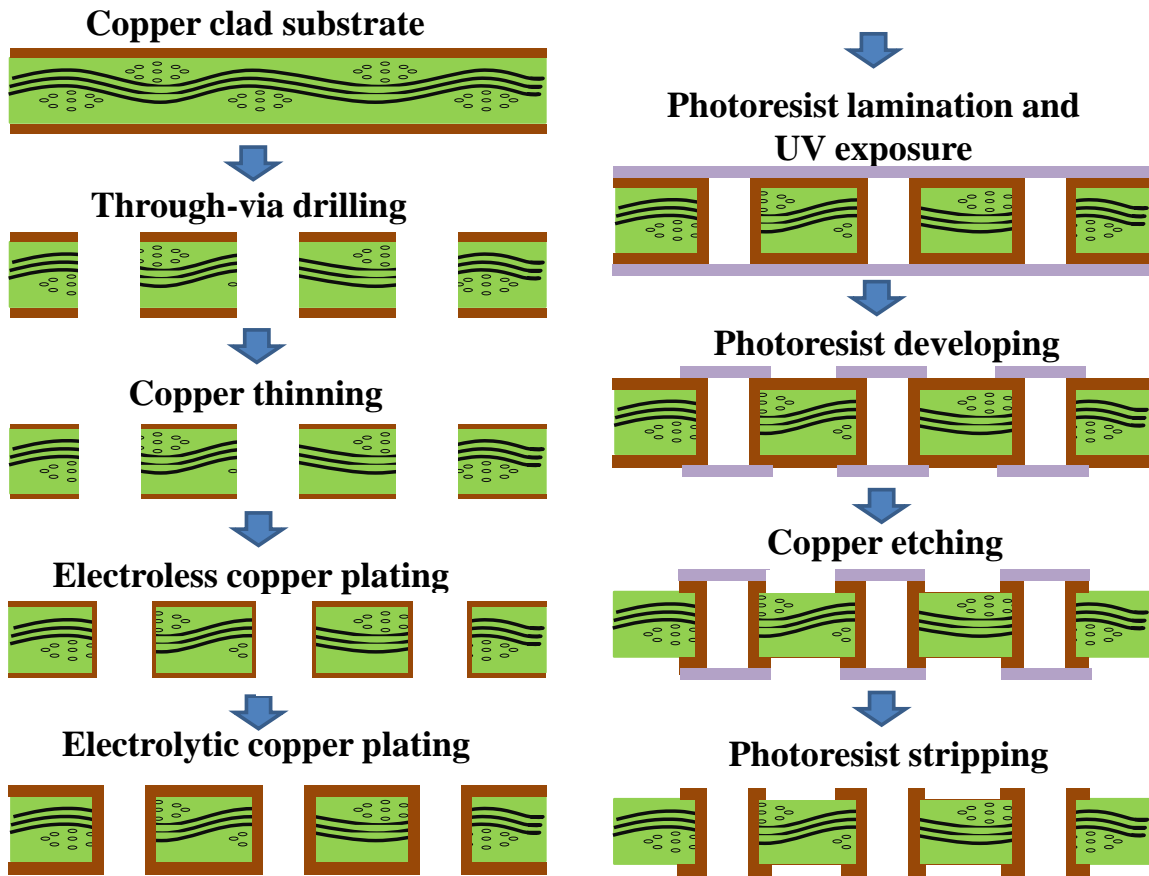 Copper clad substrate
Through-via drilling
Copper thinning
Electroless copper plating
Electrolytic copper plating
Photoresist lamination and
UV exposure
Photoresist developing
Copper etching
Photoresist stripping